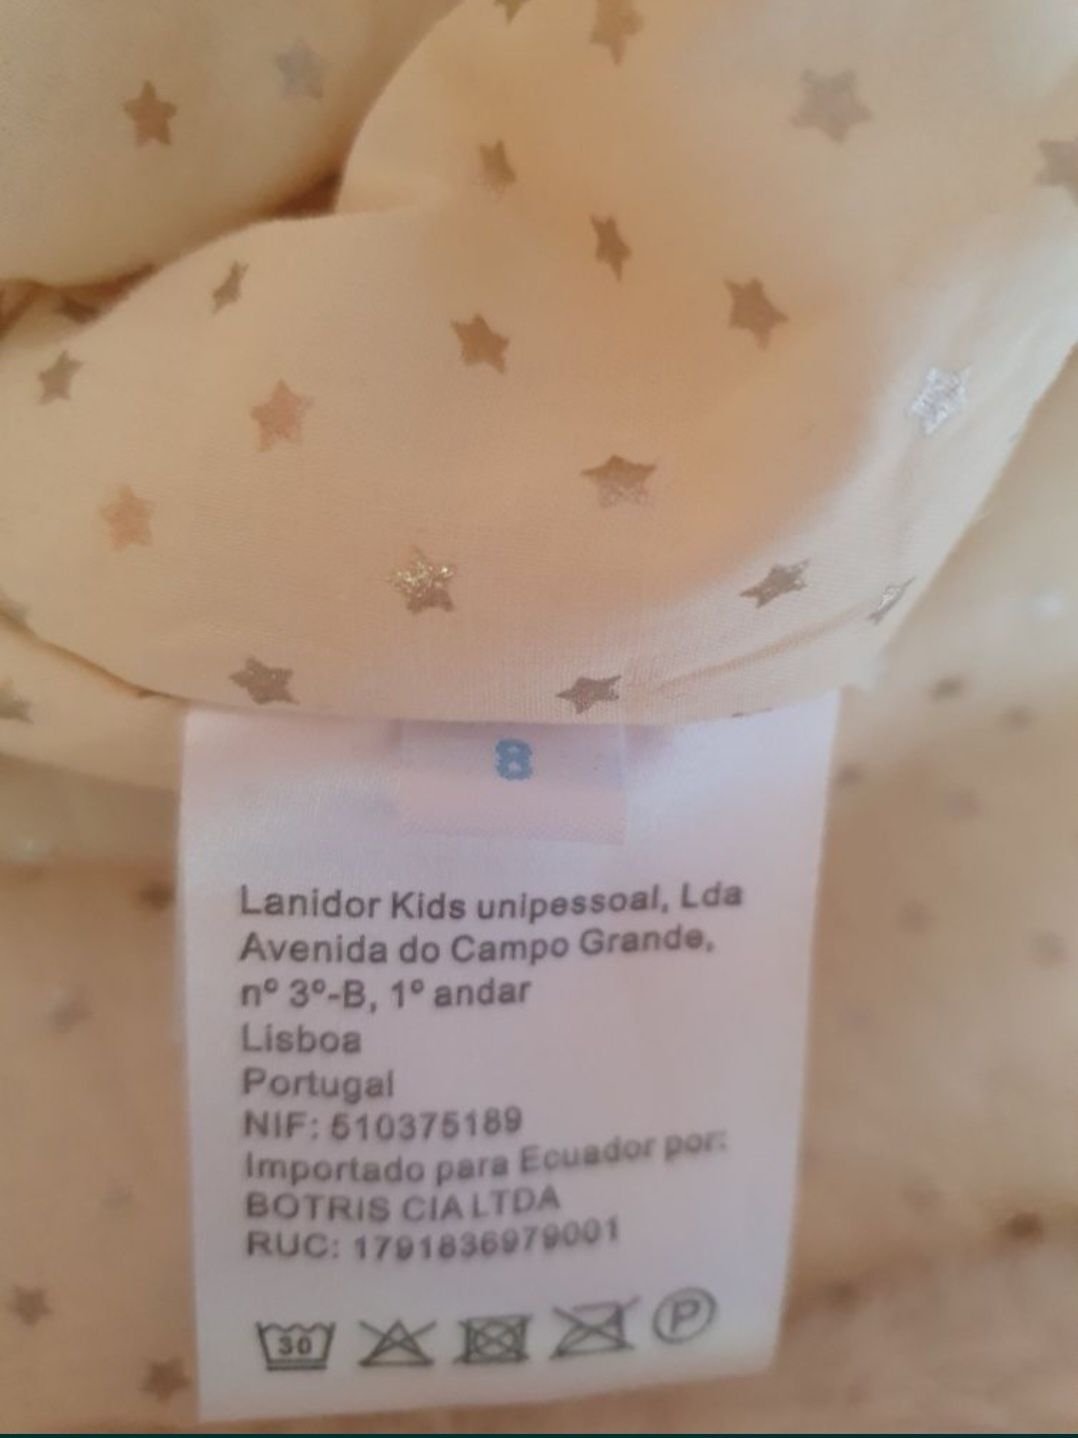 8
Lanidor Kids unipessoal, Lda
Avenida do Campo Grande,
nº 3º-B, 1º andar
Lisboa
Portugal
NIF: 510375189
Importado para Ecuador por:
BOTRIS CIA LTDA
RUC: 1791836979001
30 P